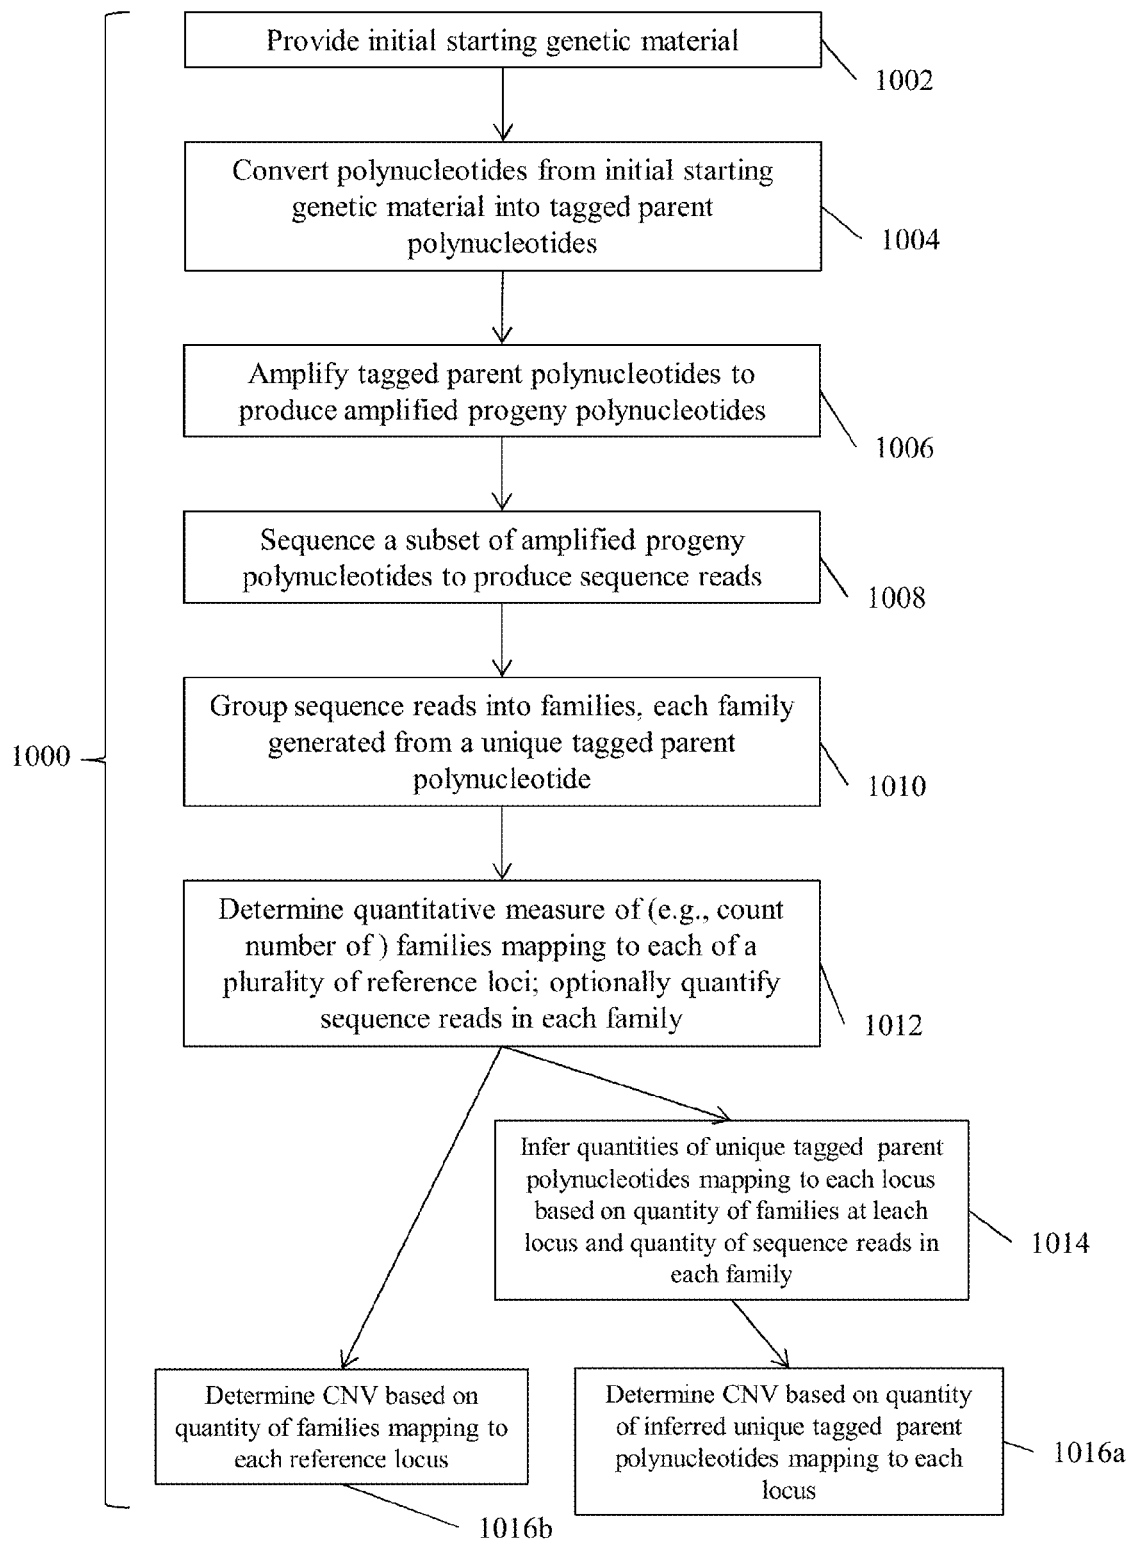 Provide initial starting genetic material
1002
Convert polynucleotides from initial starting
genetic material into tagged parent
polynucleotides
1004
Amplify tagged parent polynucleotides to
produce amplified progeny polynucleotides
1006
Sequence a subset of amplified progeny
polynucleotides to produce sequence reads
1008
Group sequence reads into families, each family
generated from a unique tagged parent
polynucleotide
1010
1000
Determine quantitative measure of (e.g., count
number of ) families mapping to each of a
plurality of reference loci; optionally quantify
sequence reads in each family
1012
Infer quantities of unique tagged parent
polynucleotides mapping to each locus
based on quantity of families at leach
locus and quantity of sequence reads in
each family
1014
Determine CNV based on
quantity of families mapping to
each reference locus
1016b
Determine CNV based on quantity
of inferred unique tagged parent
polynucleotides mapping to each
locus
1016a